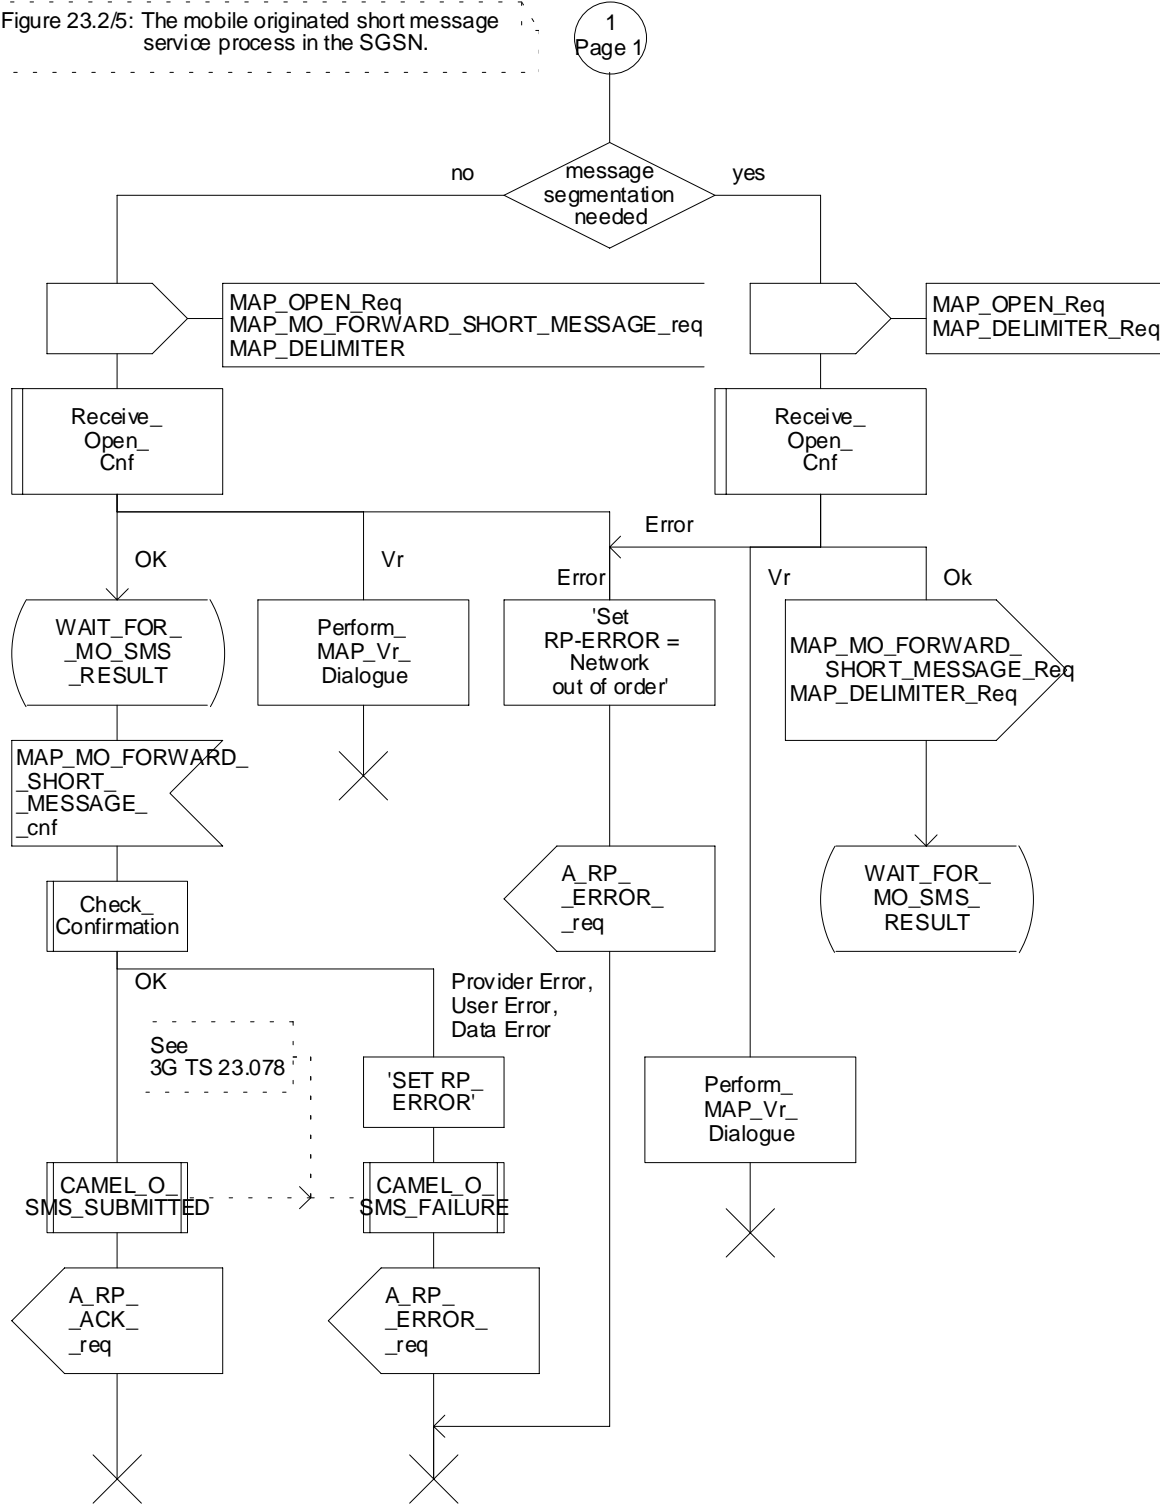 Figure 23.2/5: The mobile originated short message
service process in the SGSN.
1
Page 1
message
segmentation
needed
no
yes
MAP_OPEN_Req
MAP_MO_FORWARD_SHORT_MESSAGE_req
MAP_DELIMITER
MAP_OPEN_Req
MAP_DELIMITER_Req
Receive_
Open_
Cnf
Receive_
Open_
Cnf
Error
OK
Vr
Error
Vr
Ok
WAIT_FOR_
_MO_SMS
_RESULT
Perform_
MAP_Vr_
Dialogue
'Set
RP-ERROR =
Network
out of order'
MAP_MO_FORWARD_
SHORT_MESSAGE_Req
MAP_DELIMITER_Req
MAP_MO_FORWARD_
_SHORT_
_MESSAGE_
_cnf
A_RP_
_ERROR_
_req
WAIT_FOR_
MO_SMS_
RESULT
Check_
Confirmation
OK
Provider Error,
User Error,
Data Error
See
3G TS 23.078
'SET RP_
ERROR'
Perform_
MAP_Vr_
Dialogue
CAMEL_O_
SMS_SUBMITTED
CAMEL_O_
SMS_FAILURE
A_RP_
_ACK_
_req
A_RP_
_ERROR_
_req